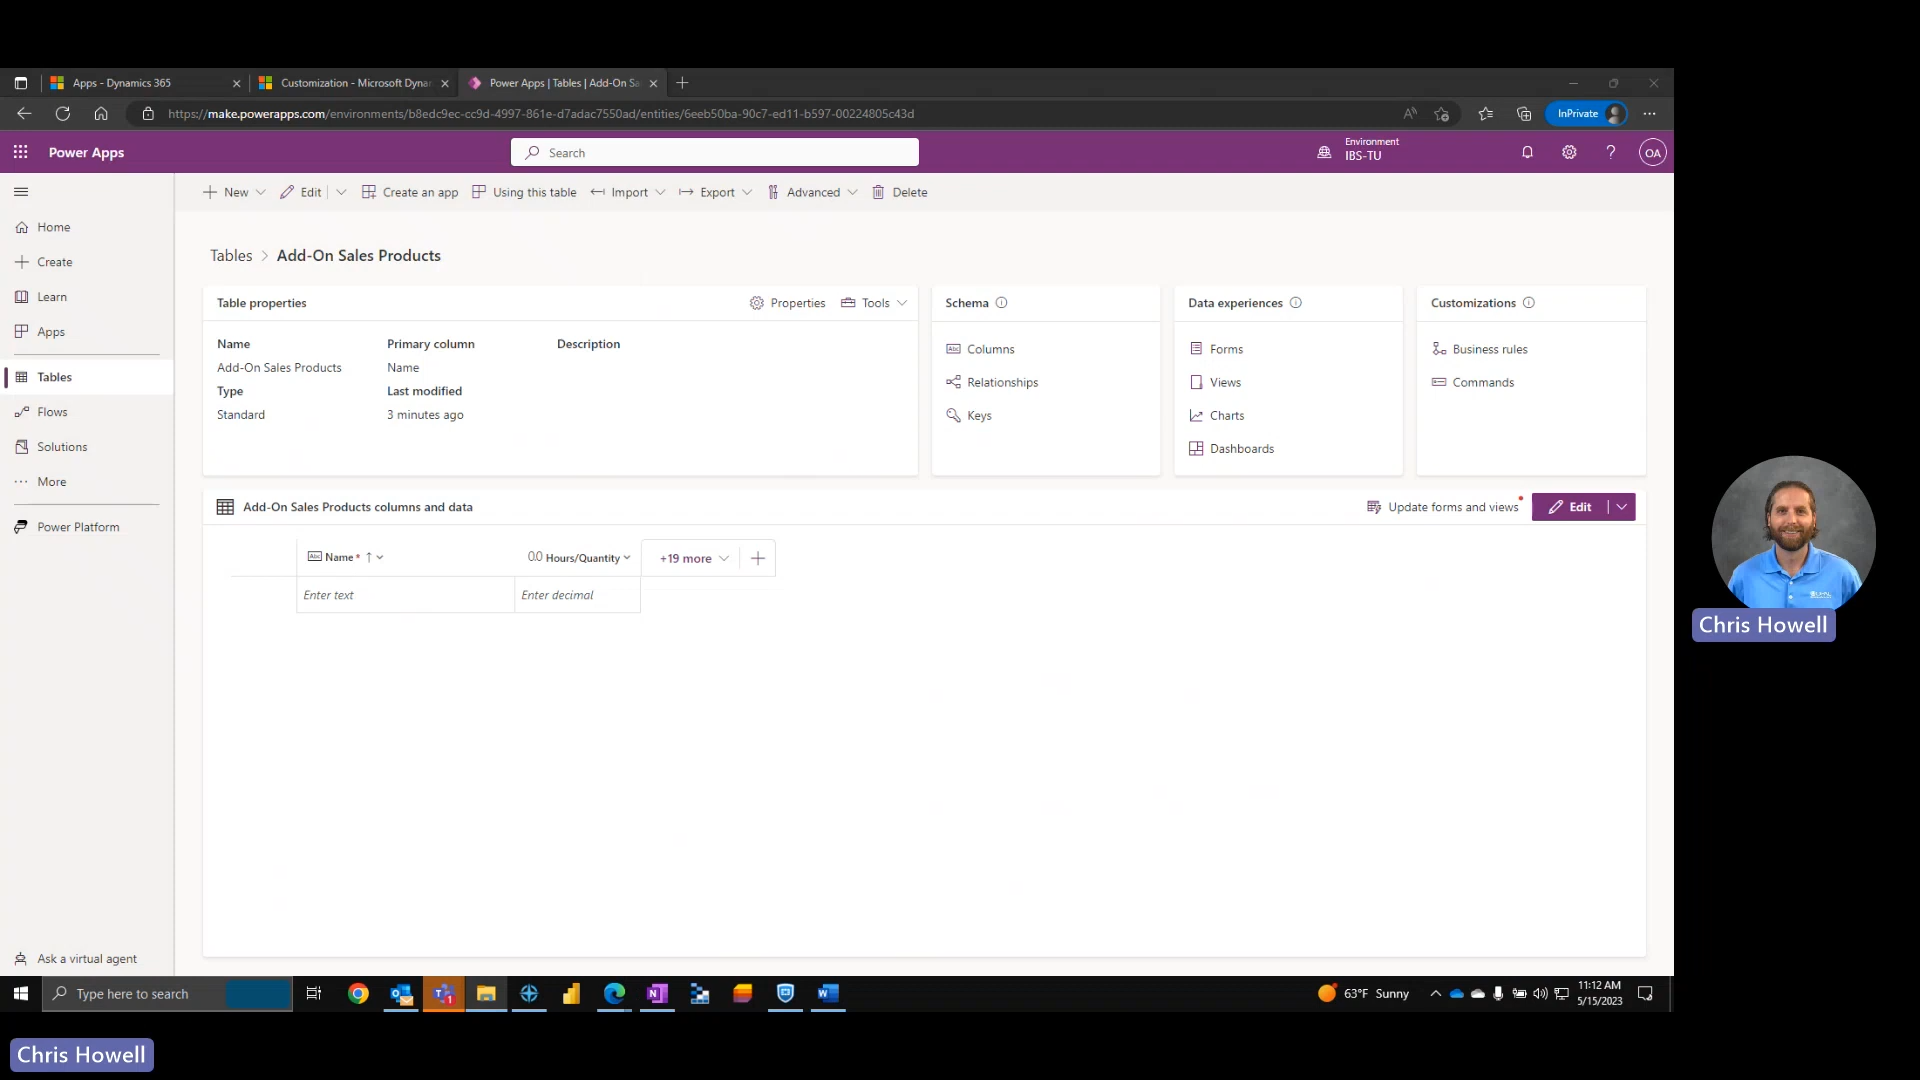 Apps - Dynamics 365
Customization - Microsoft Dynar
Power Apps | Tables | Add-On Sa
https://make.powerapps.com/environments/b8edc9ec-cc9d-4997-861e-d7adac7550ad/entities/6eeb50ba-90c7-ed11-b597-00224805c43d
InPrivate
Power Apps
Search
Environment
IBS-TU
OA
New
Edit
Create an app
Using this table
Import
Export
Advanced
Delete
Home
Create
Learn
Apps
Tables
Flows
Solutions
More
Power Platform
Ask a virtual agent
Tables > Add-On Sales Products
Table properties
Properties
Tools
Name
Primary column
Description
Add-On Sales Products
Name
Type
Last modified
Standard
3 minutes ago
Schema
Columns
Relationships
Keys
Data experiences
Forms
Views
Charts
Dashboards
Customizations
Business rules
Commands
Add-On Sales Products columns and data
Update forms and views
Edit
Abc Name * ↑
0.0 Hours/Quantity
+19 more
Enter text
Enter decimal
Type here to search
63°F Sunny
11:12 AM
5/15/2023
Chris Howell
Chris Howell